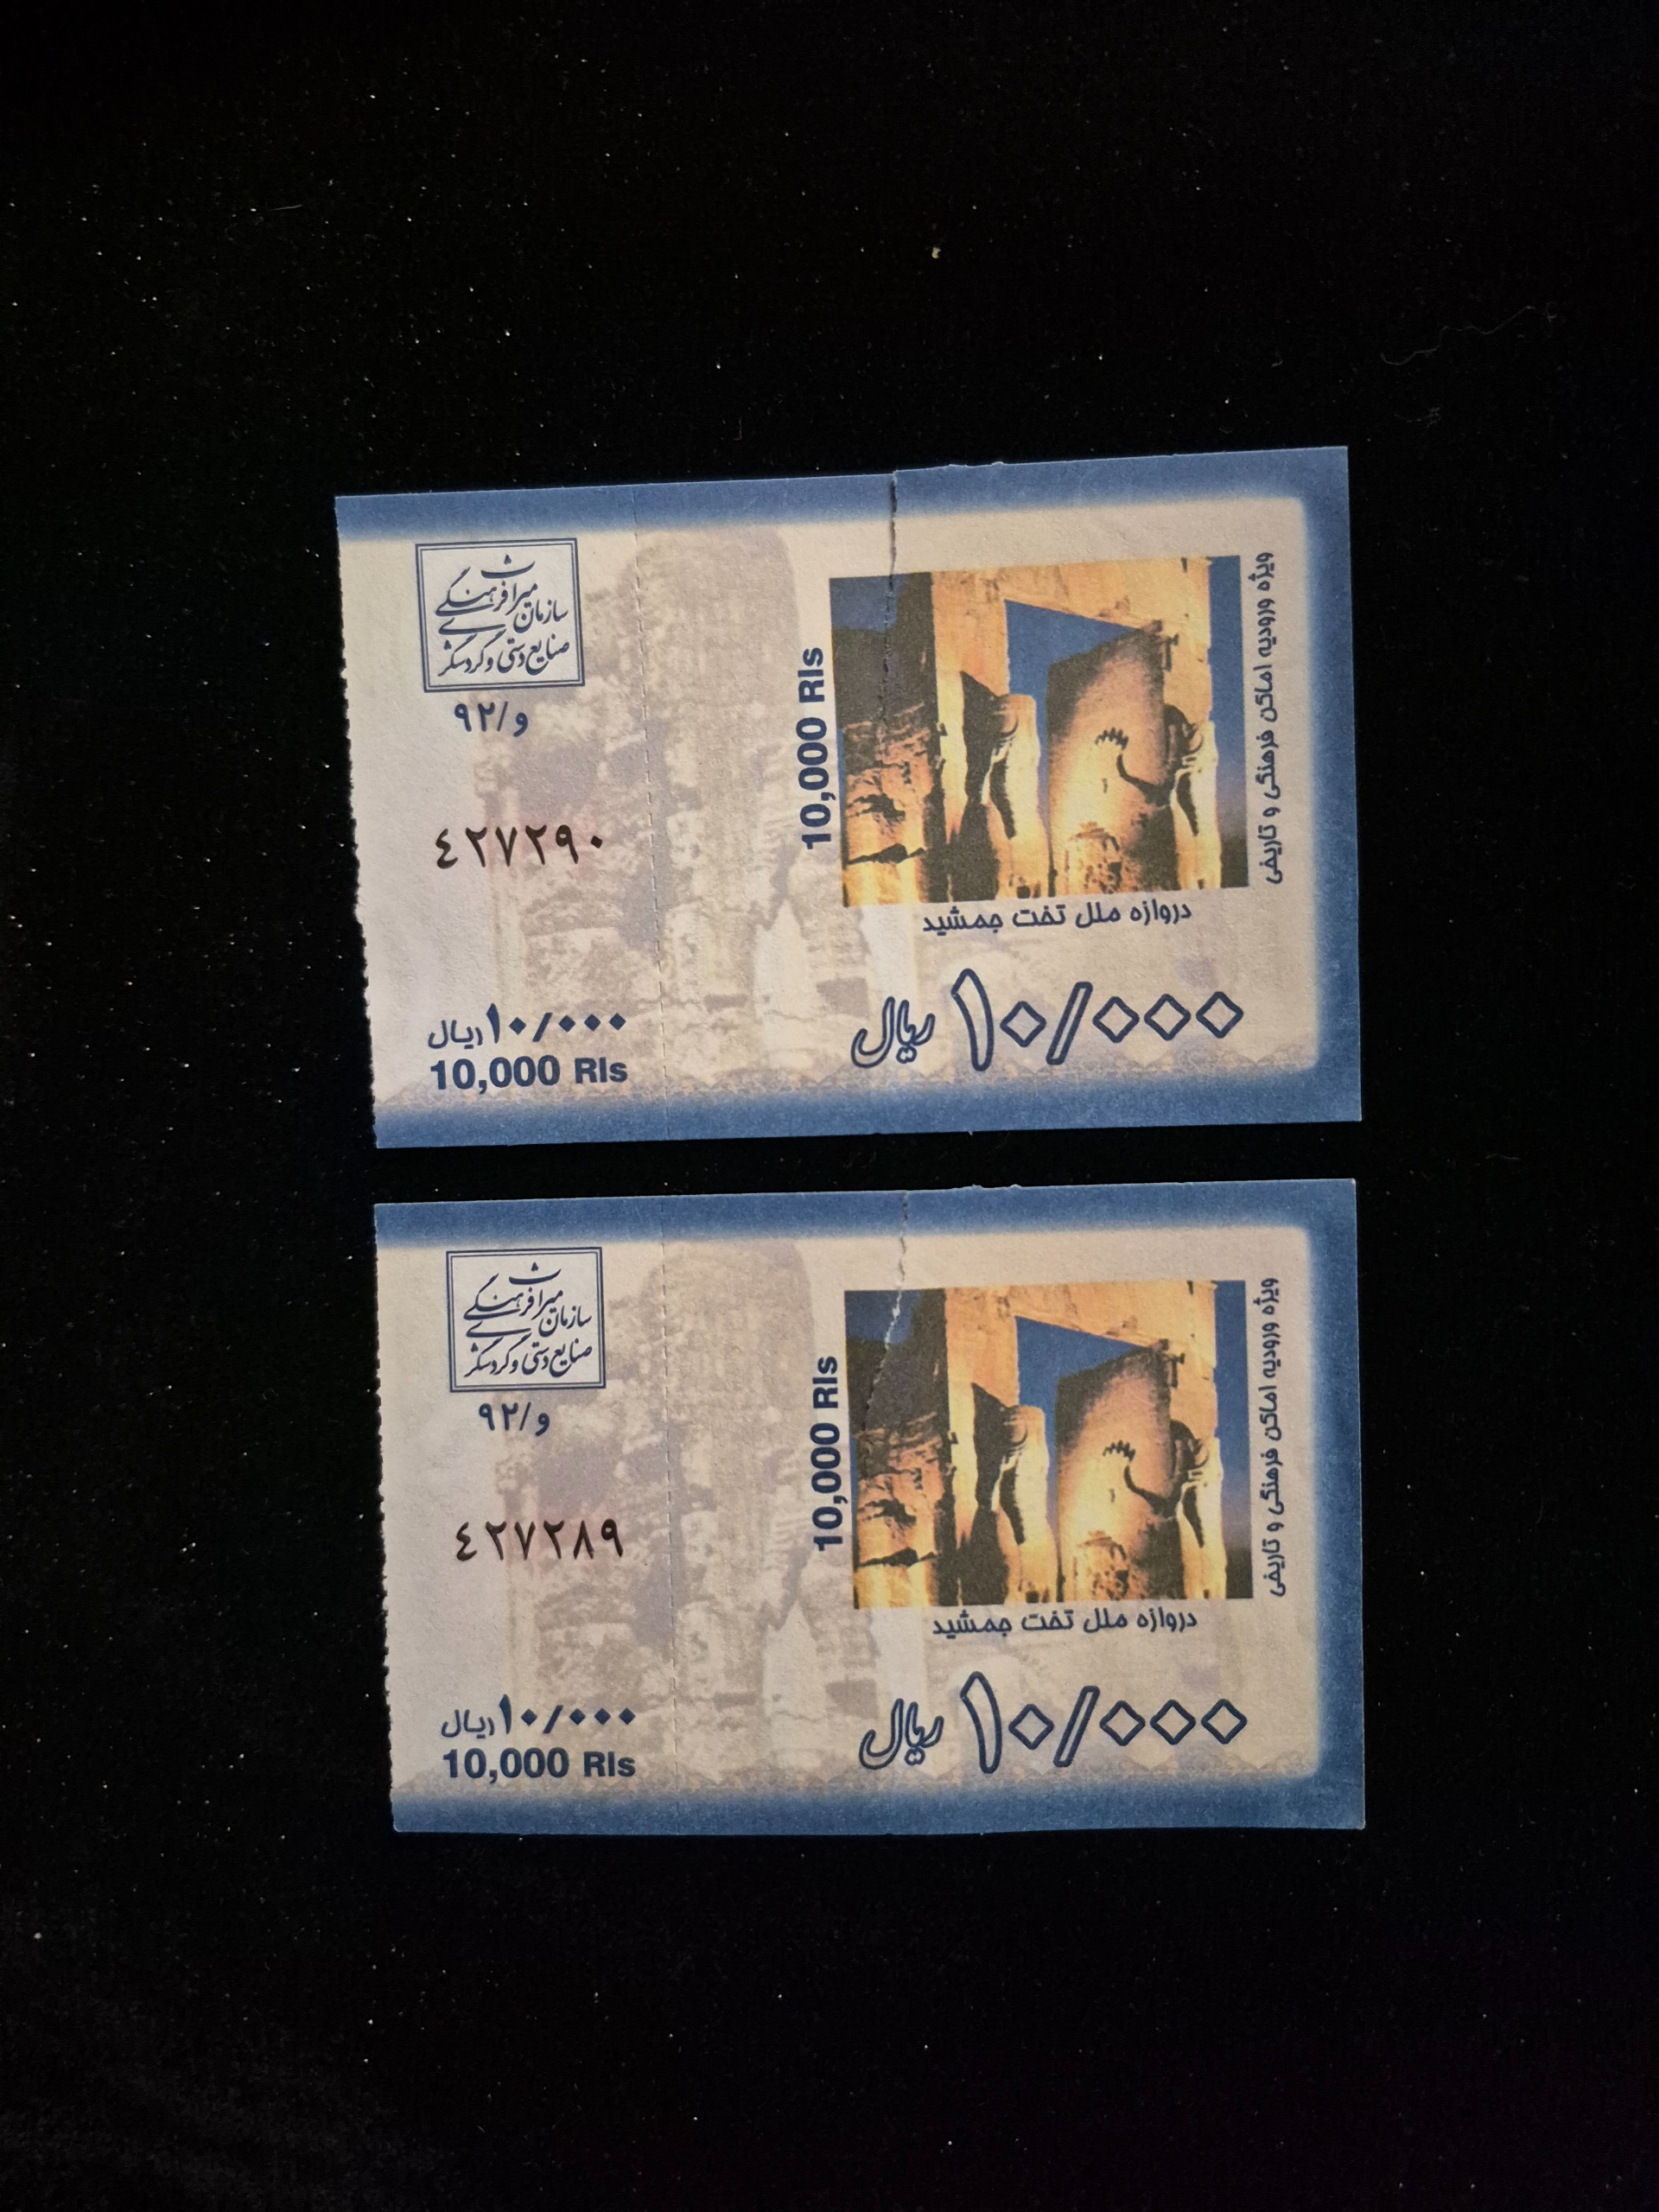 سازمان میراث فرهنگی
صنایع دستی و گردشگری
و/۹۲
٤٢٧٢٩٠
۱۰/۰۰۰ ریال
10,000 Rls
10,000 Rls
ویژه ورودیه اماکن فرهنگی و تاریخی
دروازه ملل تخت جمشید
۱۰/۰۰۰ ریال
سازمان میراث فرهنگی
صنایع دستی و گردشگری
و/۹۲
٤٢٧٢٨٩
۱۰/۰۰۰ ریال
10,000 Rls
10,000 Rls
ویژه ورودیه اماکن فرهنگی و تاریخی
دروازه ملل تخت جمشید
۱۰/۰۰۰ ریال